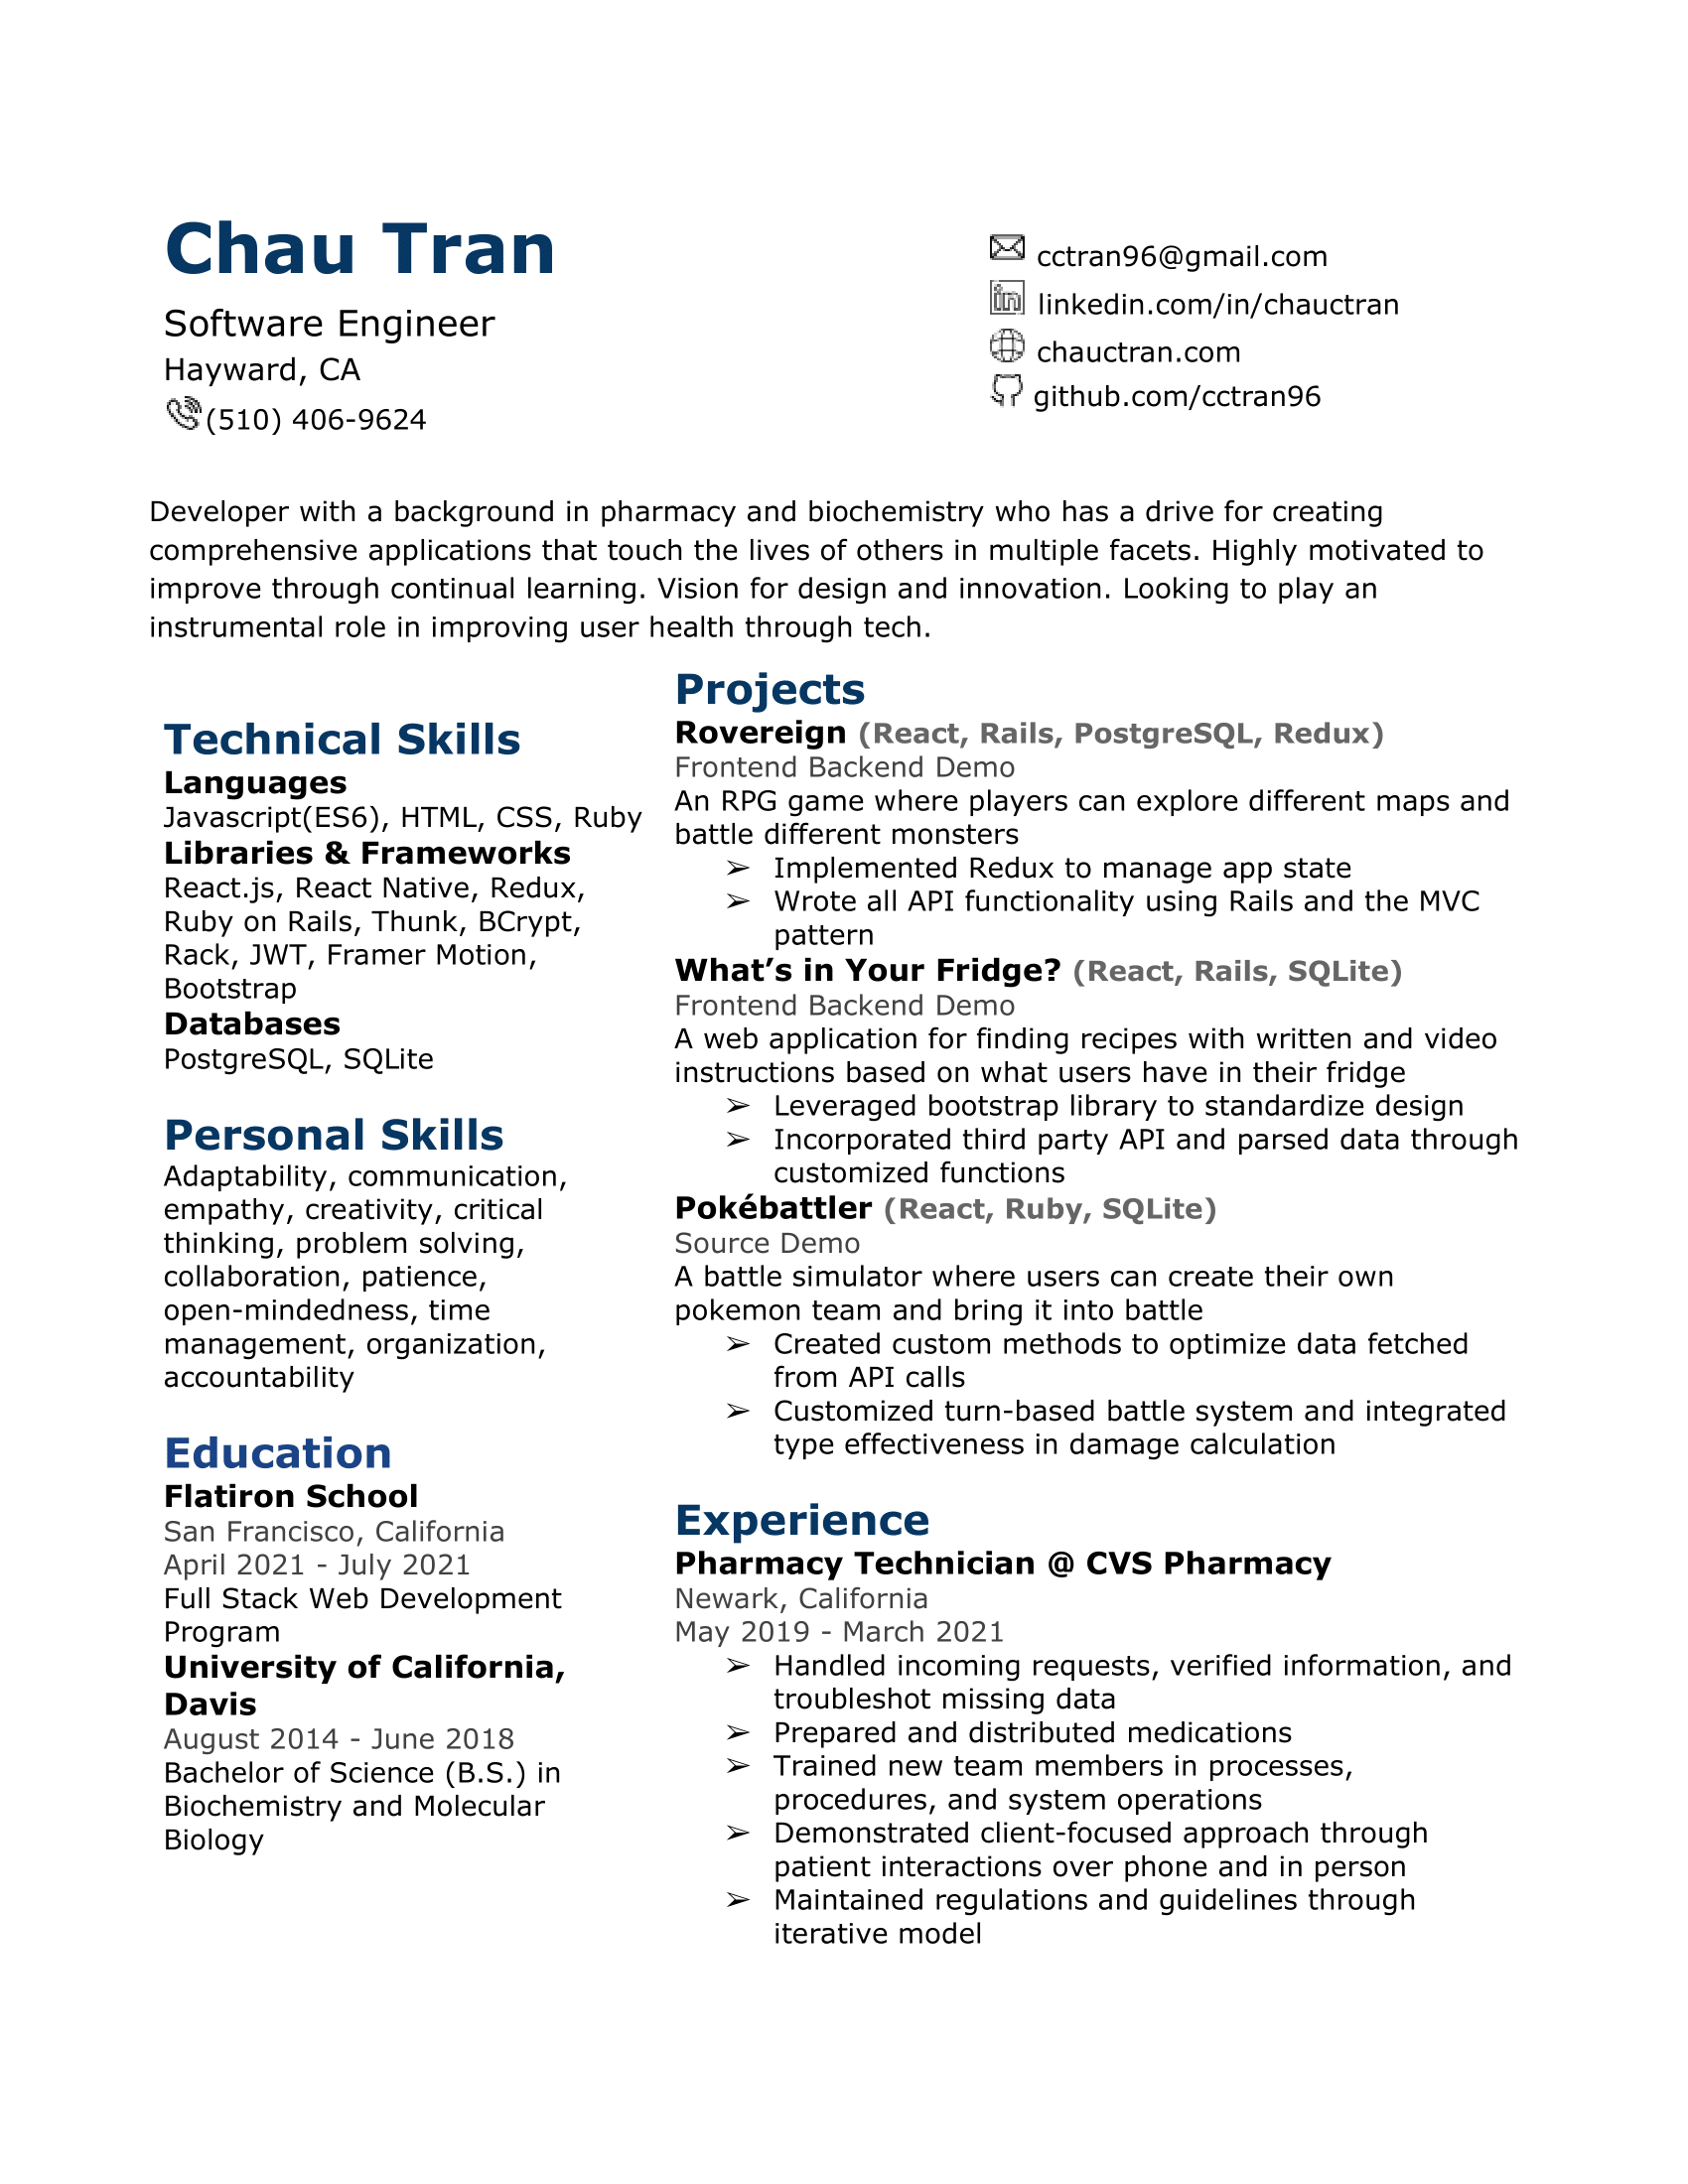 Chau Tran
Software Engineer
Hayward, CA
(510) 406-9624
cctran96@gmail.com
linkedin.com/in/chauctran
chauctran.com
github.com/cctran96
Developer with a background in pharmacy and biochemistry who has a drive for creating
comprehensive applications that touch the lives of others in multiple facets. Highly motivated to
improve through continual learning. Vision for design and innovation. Looking to play an
instrumental role in improving user health through tech.
Technical Skills
Languages
Javascript(ES6), HTML, CSS, Ruby
Libraries & Frameworks
React.js, React Native, Redux,
Ruby on Rails, Thunk, BCrypt,
Rack, JWT, Framer Motion,
Bootstrap
Databases
PostgreSQL, SQLite
Personal Skills
Adaptability, communication,
empathy, creativity, critical
thinking, problem solving,
collaboration, patience,
open-mindedness, time
management, organization,
accountability
Education
Flatiron School
San Francisco, California
April 2021 - July 2021
Full Stack Web Development
Program
University of California,
Davis
August 2014 - June 2018
Bachelor of Science (B.S.) in
Biochemistry and Molecular
Biology
Projects
Rovereign (React, Rails, PostgreSQL, Redux)
Frontend Backend Demo
An RPG game where players can explore different maps and
battle different monsters
➢ Implemented Redux to manage app state
➢ Wrote all API functionality using Rails and the MVC
pattern
What’s in Your Fridge? (React, Rails, SQLite)
Frontend Backend Demo
A web application for finding recipes with written and video
instructions based on what users have in their fridge
➢ Leveraged bootstrap library to standardize design
➢ Incorporated third party API and parsed data through
customized functions
Pokébattler (React, Ruby, SQLite)
Source Demo
A battle simulator where users can create their own
pokemon team and bring it into battle
➢ Created custom methods to optimize data fetched
from API calls
➢ Customized turn-based battle system and integrated
type effectiveness in damage calculation
Experience
Pharmacy Technician @ CVS Pharmacy
Newark, California
May 2019 - March 2021
➢ Handled incoming requests, verified information, and
troubleshot missing data
➢ Prepared and distributed medications
➢ Trained new team members in processes,
procedures, and system operations
➢ Demonstrated client-focused approach through
patient interactions over phone and in person
➢ Maintained regulations and guidelines through
iterative model